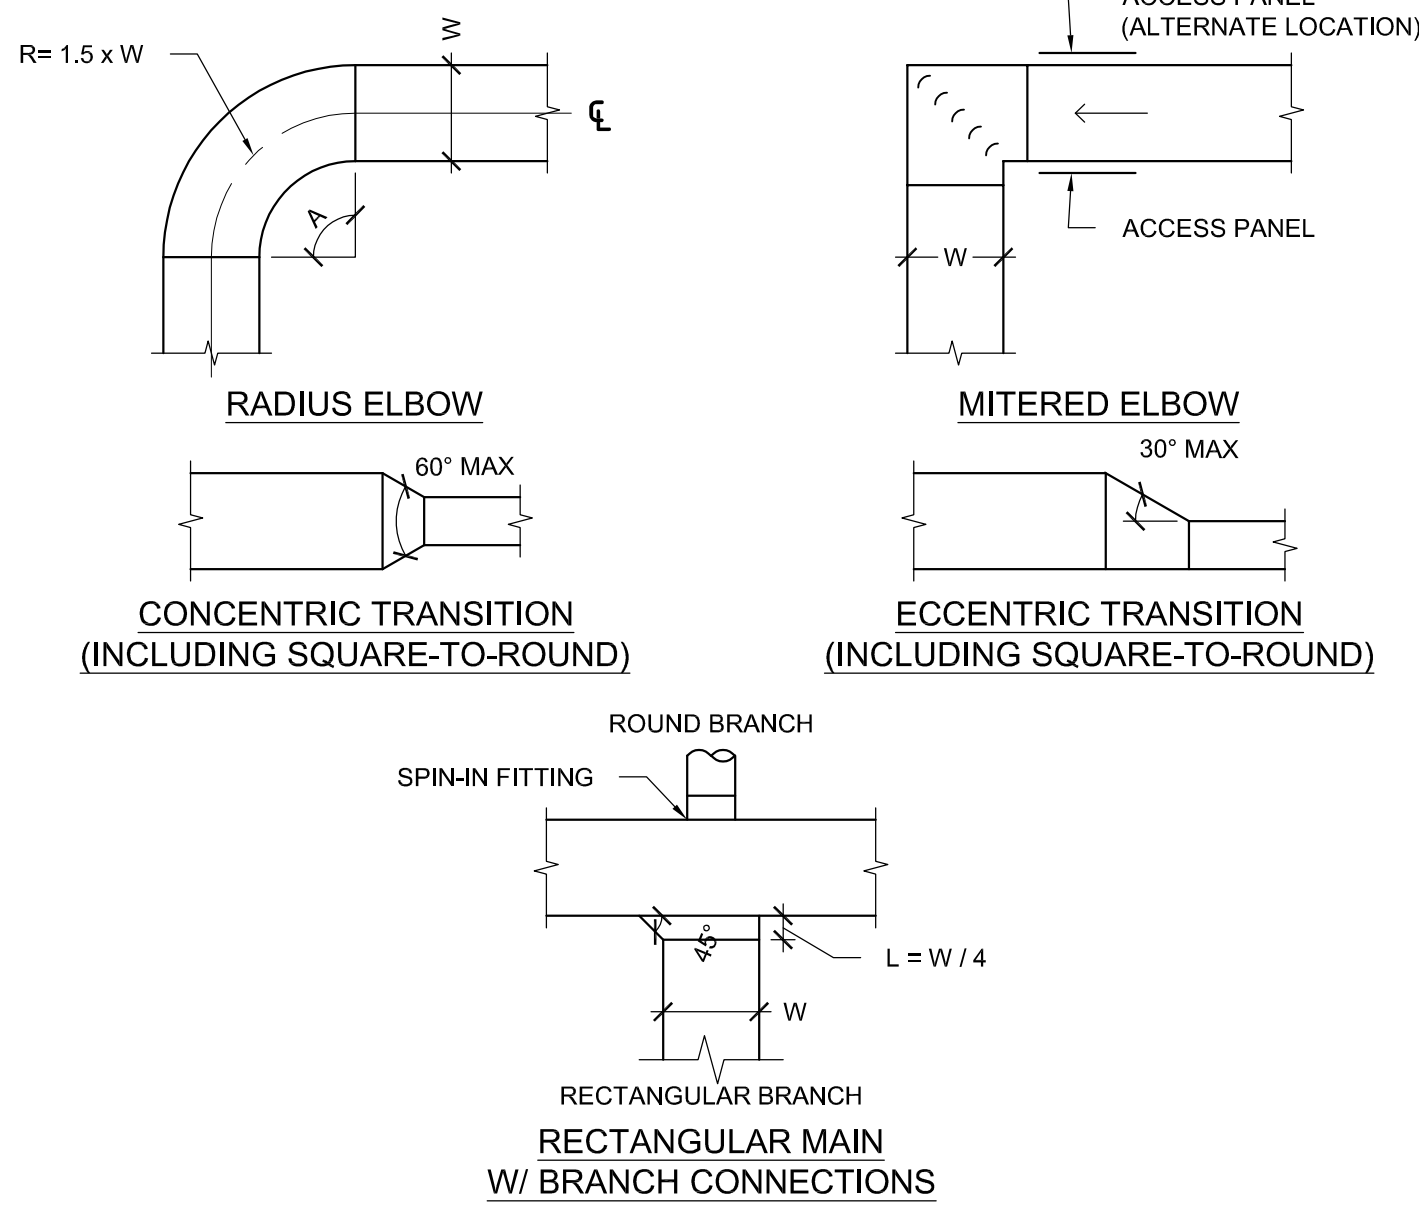 R= 1.5 x W
W
℄
A
RADIUS ELBOW
ACCESS PANEL
(ALTERNATE LOCATION)
ACCESS PANEL
W
MITERED ELBOW
60° MAX
CONCENTRIC TRANSITION
(INCLUDING SQUARE-TO-ROUND)
30° MAX
ECCENTRIC TRANSITION
(INCLUDING SQUARE-TO-ROUND)
ROUND BRANCH
SPIN-IN FITTING
45°
L = W / 4
W
RECTANGULAR BRANCH
RECTANGULAR MAIN
W/ BRANCH CONNECTIONS